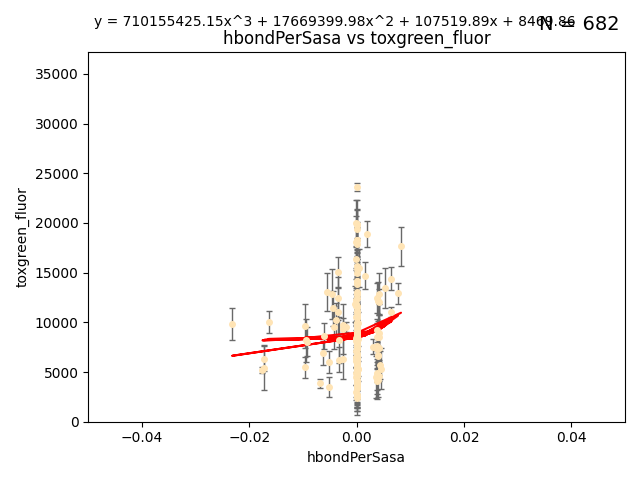 y = 710155425.15x^3 + 17669399.98x^2 + 107519.89x + 8469.86
N = 682
hbondPerSasa vs toxgreen_fluor
35000
30000
25000
20000
15000
10000
5000
0
toxgreen_fluor
−0.04
−0.02
0.00
0.02
0.04
hbondPerSasa